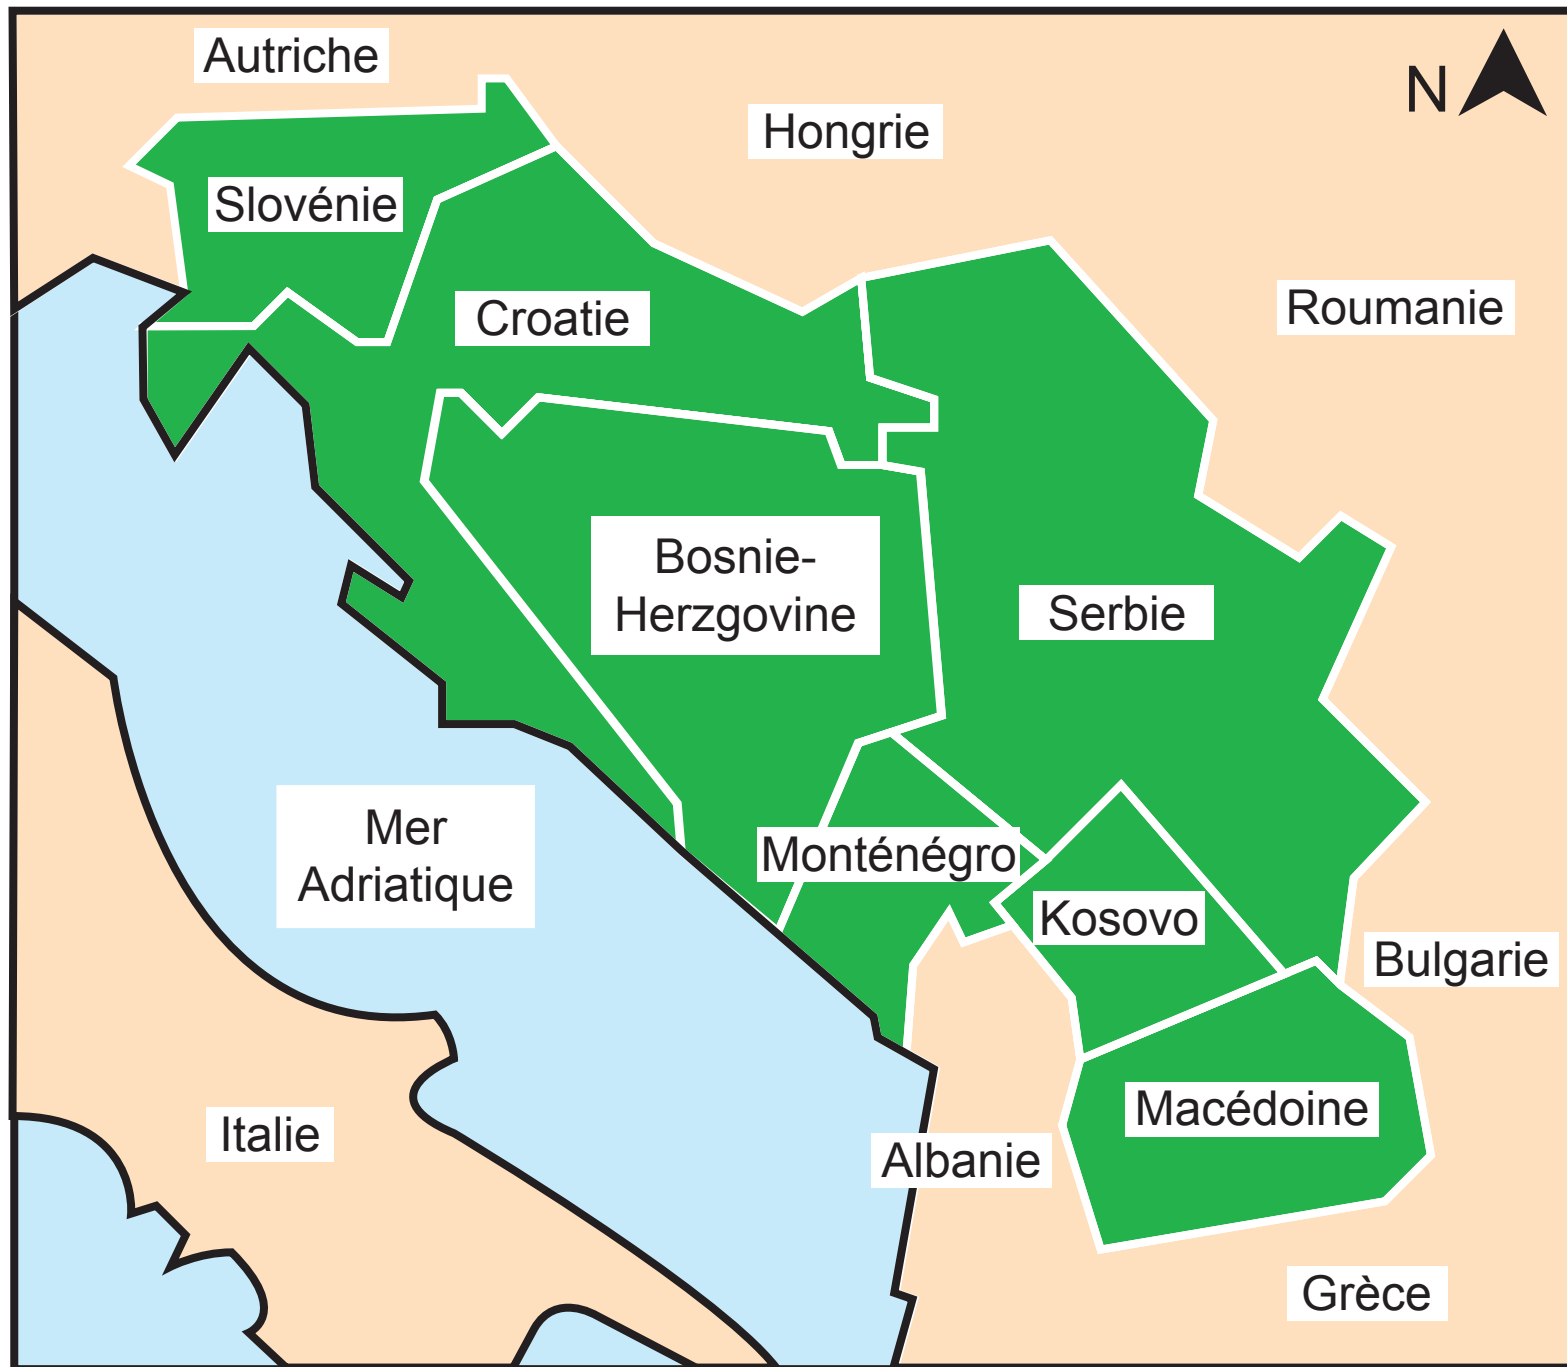 Autriche
N
Hongrie
Slovénie
Croatie
Roumanie
Bosnie-
Herzgovine
Serbie
Mer
Adriatique
Monténégro
Kosovo
Bulgarie
Macédoine
Italie
Albanie
Grèce